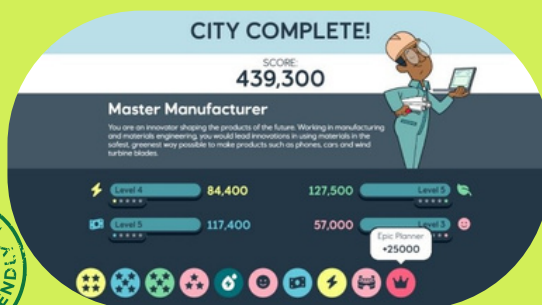 CITY COMPLETE!
SCORE:
439,300
Master Manufacturer
You are an innovator shaping the products of the future. Working in manufacturing
and materials engineering, you would lead innovations in using materials in the
safest, greenest way possible to make products such as phones, cars and wind
turbine blades.
Level 4 84,400 127,500 Level 5
Level 5 117,400 57,000 Level 3
Epic Planner
+25000
ENDLY